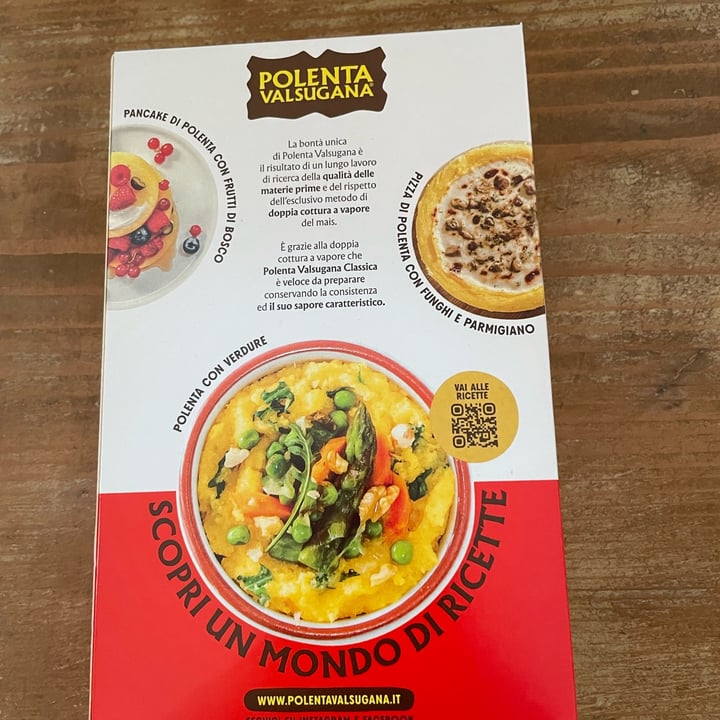 POLENTA
VALSUGANA®
PANCAKE DI POLENTA CON FRUTTI DI BOSCO
La bontà unica
di Polenta Valsugana è
il risultato di un lungo lavoro
di ricerca della qualità delle
materie prime e del rispetto
dell'esclusivo metodo di
doppia cottura a vapore
del mais.
È grazie alla doppia
cottura a vapore che
Polenta Valsugana Classica
è veloce da preparare
conservando la consistenza
ed il suo sapore caratteristico.
PIZZA DI POLENTA CON FUNGHI E PARMIGIANO
POLENTA CON VERDURE
VAI ALLE
RICETTE
SCOPRI UN MONDO DI RICETTE
WWW.POLENTAVALSUGANA.IT
SEGUICI SU INSTAGRAM E FACEBOOK